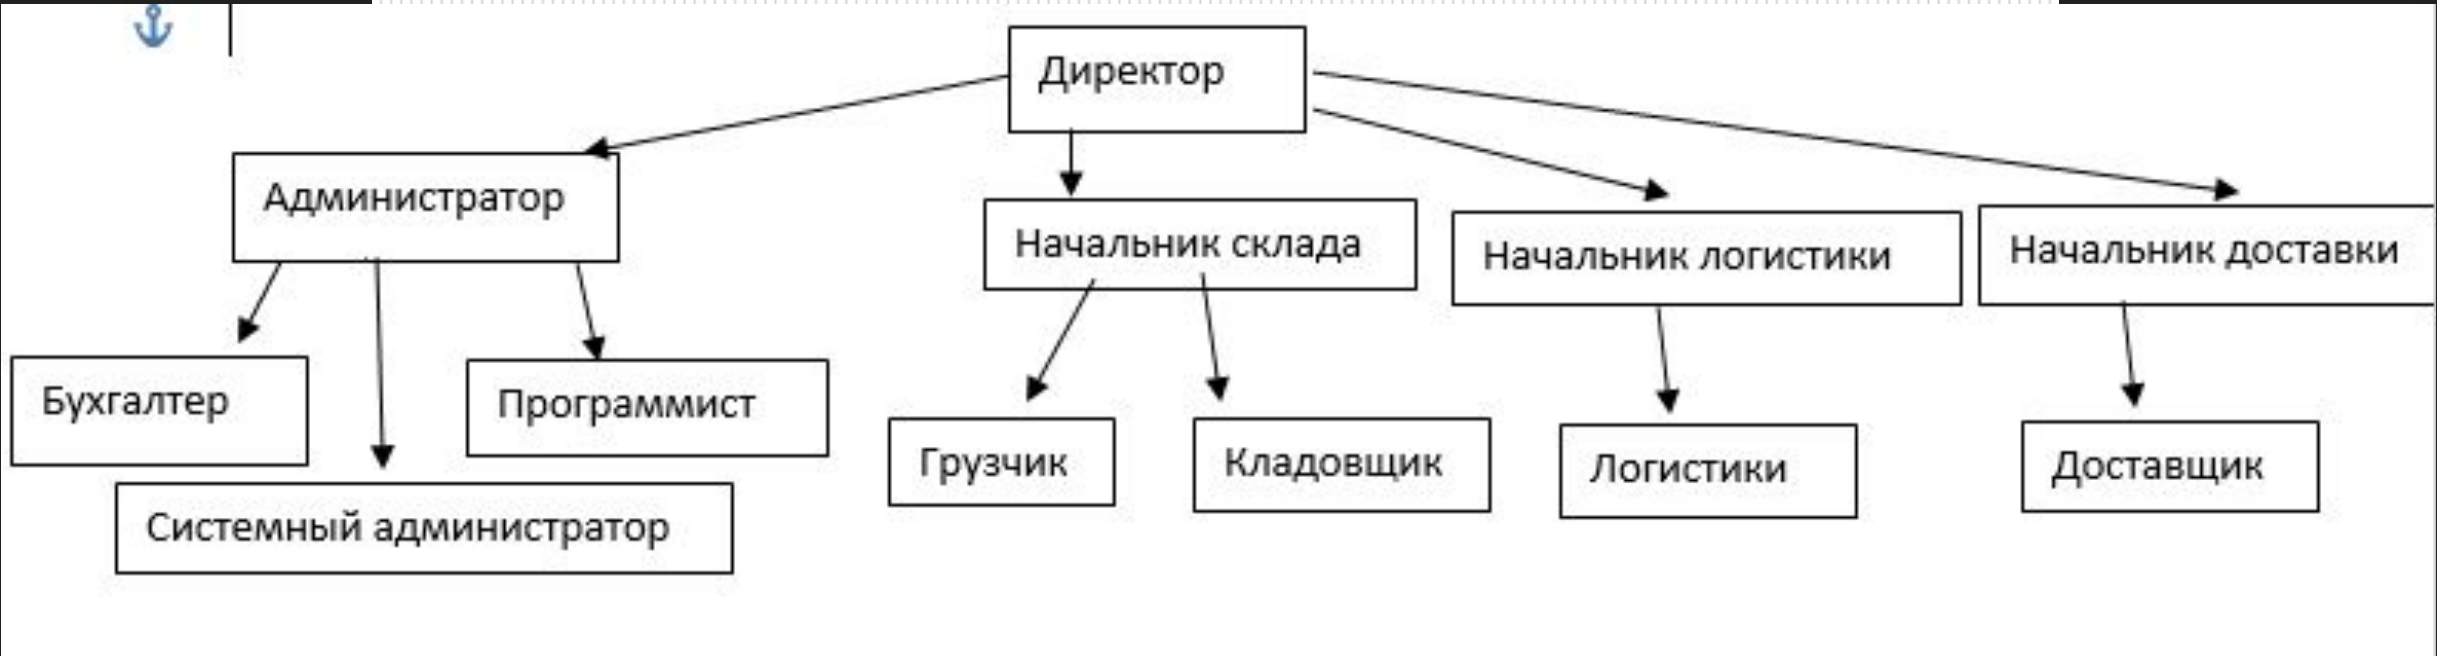 Директор
Администратор
Начальник склада
Начальник логистики
Начальник доставки
Бухгалтер
Программист
Грузчик
Кладовщик
Логистики
Доставщик
Системный администратор